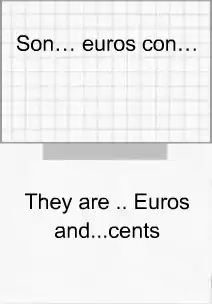 Son… euros con…
They are .. Euros
and...cents